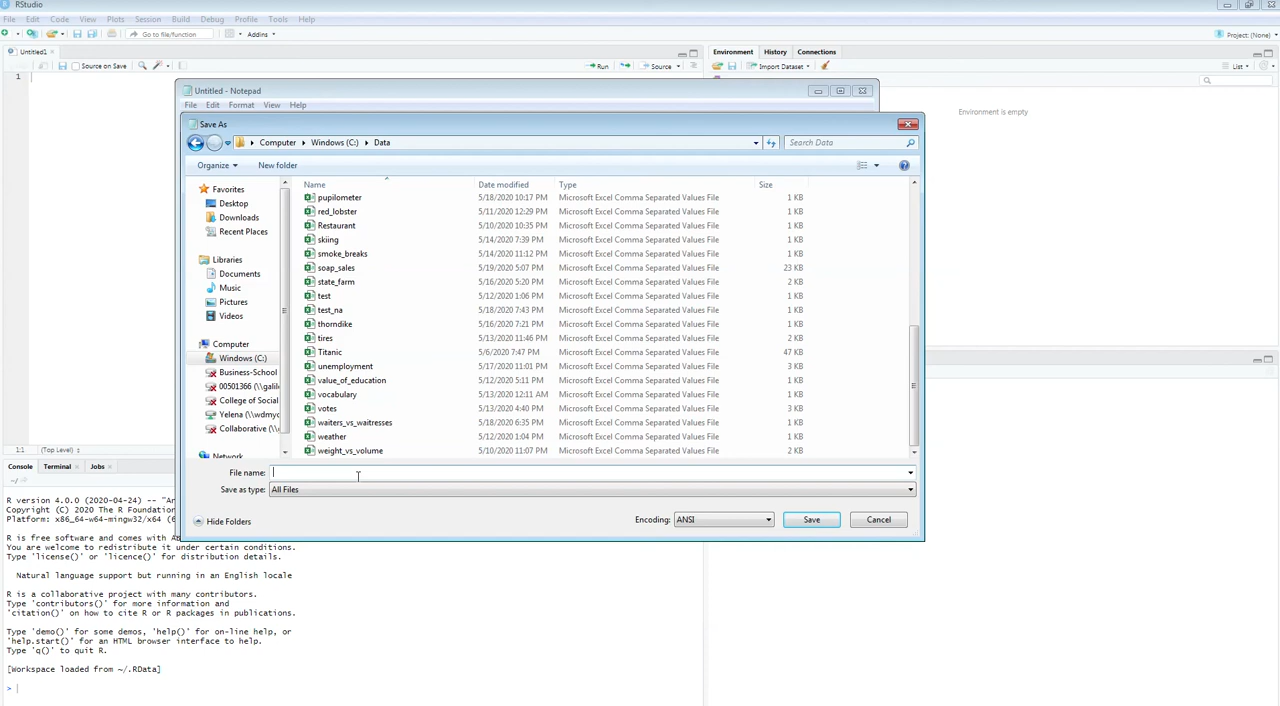 RStudio
File Edit Code View Plots Session Build Debug Profile Tools Help
Go to file/function Addins Project: (None)
Untitled1
Source on Save Run Source
1
Environment History Connections
Import Dataset List
Environment is empty
Untitled - Notepad
File Edit Format View Help
Save As
Computer Windows (C:) Data Search Data
Organize New folder
Name Date modified Type Size
pupilometer 5/18/2020 10:17 PM Microsoft Excel Comma Separated Values File 1 KB
red_lobster 5/11/2020 12:29 PM Microsoft Excel Comma Separated Values File 1 KB
Restaurant 5/10/2020 10:35 PM Microsoft Excel Comma Separated Values File 1 KB
skiing 5/14/2020 7:39 PM Microsoft Excel Comma Separated Values File 1 KB
smoke_breaks 5/14/2020 11:12 PM Microsoft Excel Comma Separated Values File 1 KB
soap_sales 5/19/2020 5:07 PM Microsoft Excel Comma Separated Values File 23 KB
state_farm 5/16/2020 5:20 PM Microsoft Excel Comma Separated Values File 2 KB
test 5/12/2020 1:06 PM Microsoft Excel Comma Separated Values File 1 KB
test_na 5/18/2020 7:43 PM Microsoft Excel Comma Separated Values File 1 KB
thorndike 5/16/2020 7:21 PM Microsoft Excel Comma Separated Values File 1 KB
tires 5/13/2020 11:46 PM Microsoft Excel Comma Separated Values File 2 KB
Titanic 5/6/2020 7:47 PM Microsoft Excel Comma Separated Values File 47 KB
unemployment 5/17/2020 11:01 PM Microsoft Excel Comma Separated Values File 3 KB
value_of_education 5/12/2020 5:11 PM Microsoft Excel Comma Separated Values File 1 KB
vocabulary 5/13/2020 12:11 AM Microsoft Excel Comma Separated Values File 1 KB
votes 5/13/2020 4:40 PM Microsoft Excel Comma Separated Values File 3 KB
waiters_vs_waitresses 5/18/2020 6:35 PM Microsoft Excel Comma Separated Values File 1 KB
weather 5/12/2020 1:04 PM Microsoft Excel Comma Separated Values File 1 KB
weight_vs_volume 5/10/2020 11:07 PM Microsoft Excel Comma Separated Values File 2 KB
Favorites
Desktop
Downloads
Recent Places
Libraries
Documents
Music
Pictures
Videos
Computer
Windows (C:)
Business-School
00501366 (\\galile
College of Social
Yelena (\\wdmyc
Collaborative (\\
Network
File name:
Save as type: All Files
Hide Folders Encoding: ANSI Save Cancel
1:1 (Top Level)
Console Terminal Jobs
~/
R version 4.0.0 (2020-04-24) -- "Ar
Copyright (C) 2020 The R Foundation
Platform: x86_64-w64-mingw32/x64 (6
R is free software and comes with A
You are welcome to redistribute it under certain conditions.
Type 'license()' or 'licence()' for distribution details.
Natural language support but running in an English locale
R is a collaborative project with many contributors.
Type 'contributors()' for more information and
'citation()' on how to cite R or R packages in publications.
Type 'demo()' for some demos, 'help()' for on-line help, or
'help.start()' for an HTML browser interface to help.
Type 'q()' to quit R.
[Workspace loaded from ~/.RData]
>